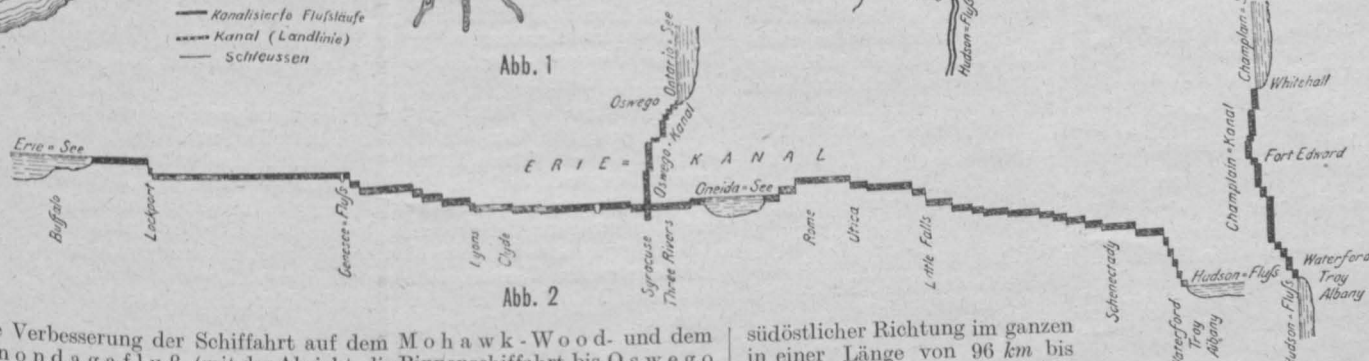 Kanalisierte Flußläufe
Kanal (Landlinie)
Schleussen
Abb. 1
Hudson=Fluß
Ontario=See
Oswego
Oswego-Kanal
Champlain=
Whitehall
Champlain=Kanal
Fort Edward
Waterford
Troy
Albany
Hudson=Fluß
Erie=See
ERIE=KANAL
Oneida=See
Buffalo
Lockport
Genesee=Fluß
Lyons
Clyde
Syracuse
Three Rivers
Rome
Utica
Little Falls
Schenectady
Hudson=Fluß
Waterford
Troy
Albany
Abb. 2
Verbesserung der Schiffahrt auf dem Mohawk-Wood- und dem
südöstlicher Richtung im ganzen
in einer Länge von 96 km bis